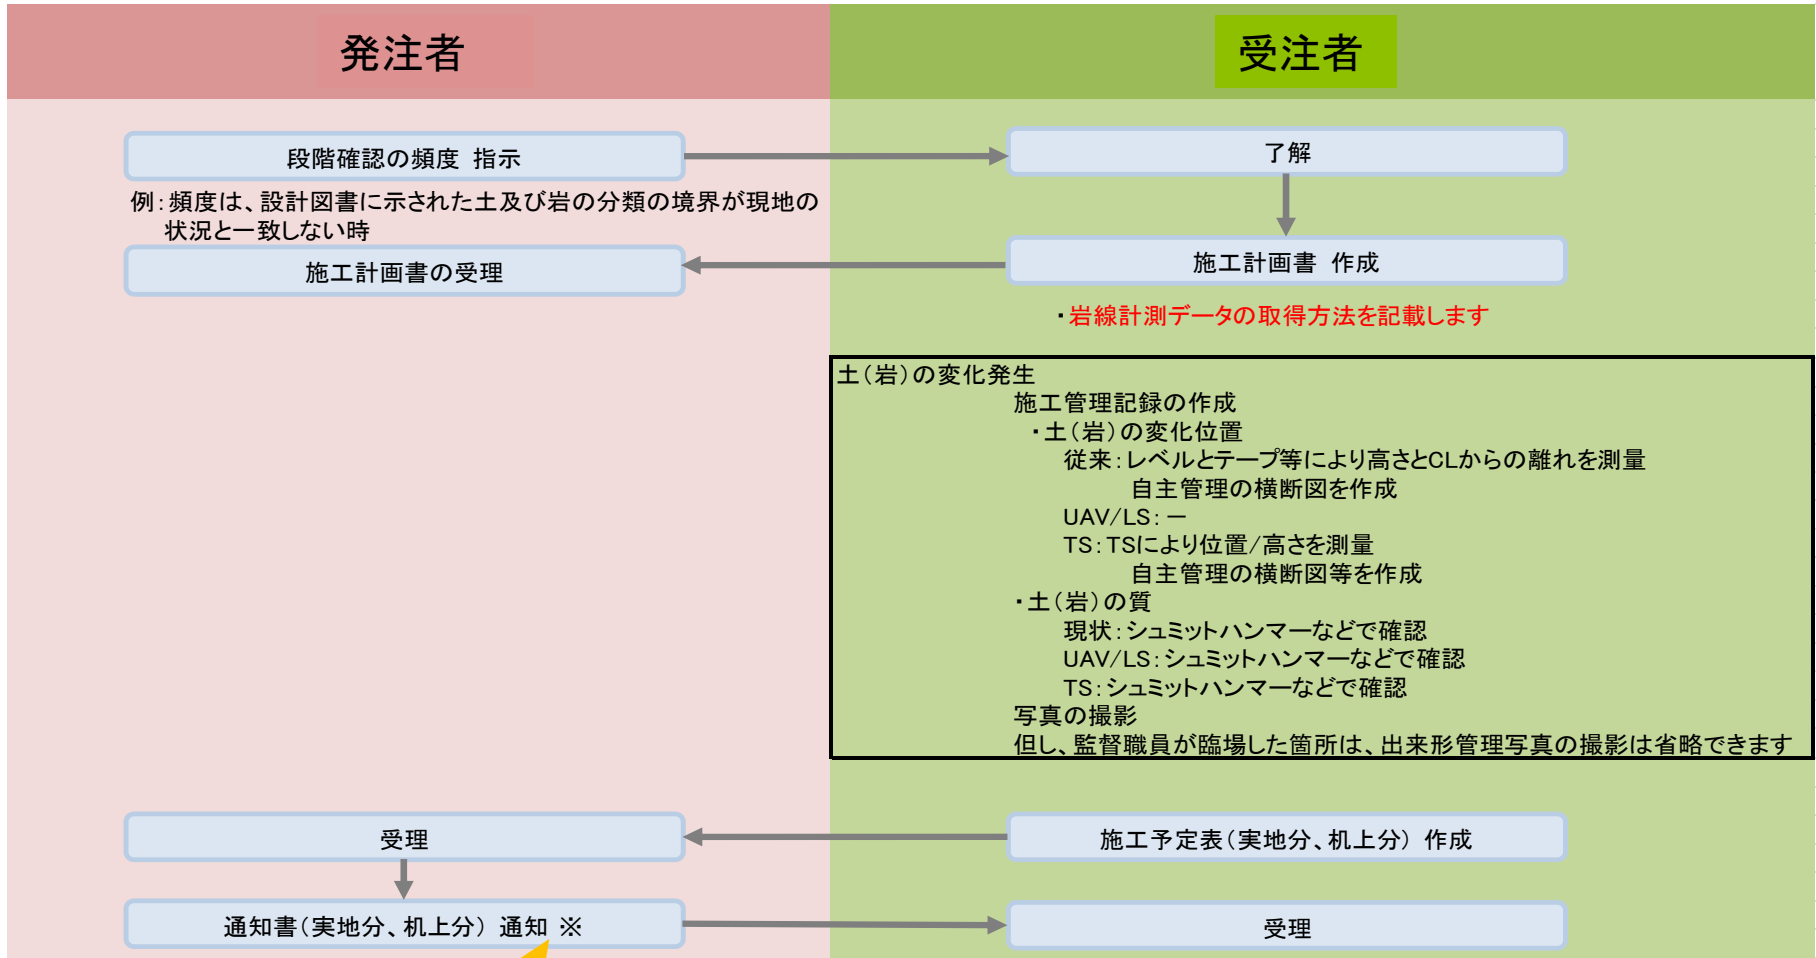 発注者
受注者
段階確認の頻度 指示
了解
例：頻度は、設計図書に示された土及び岩の分類の境界が現地の
状況と一致しない時
施工計画書の受理
施工計画書 作成
・岩線計測データの取得方法を記載します
土（岩）の変化発生
施工管理記録の作成
・土（岩）の変化位置
従来：レベルとテープ等により高さとCLからの離れを測量
自主管理の横断図を作成
UAV/LS：－
TS：TSにより位置/高さを測量
自主管理の横断図等を作成
・土（岩）の質
現状：シュミットハンマーなどで確認
UAV/LS：シュミットハンマーなどで確認
TS：シュミットハンマーなどで確認
写真の撮影
但し、監督職員が臨場した箇所は、出来形管理写真の撮影は省略できます
受理
施工予定表（実地分、机上分） 作成
通知書（実地分、机上分） 通知 ※
受理